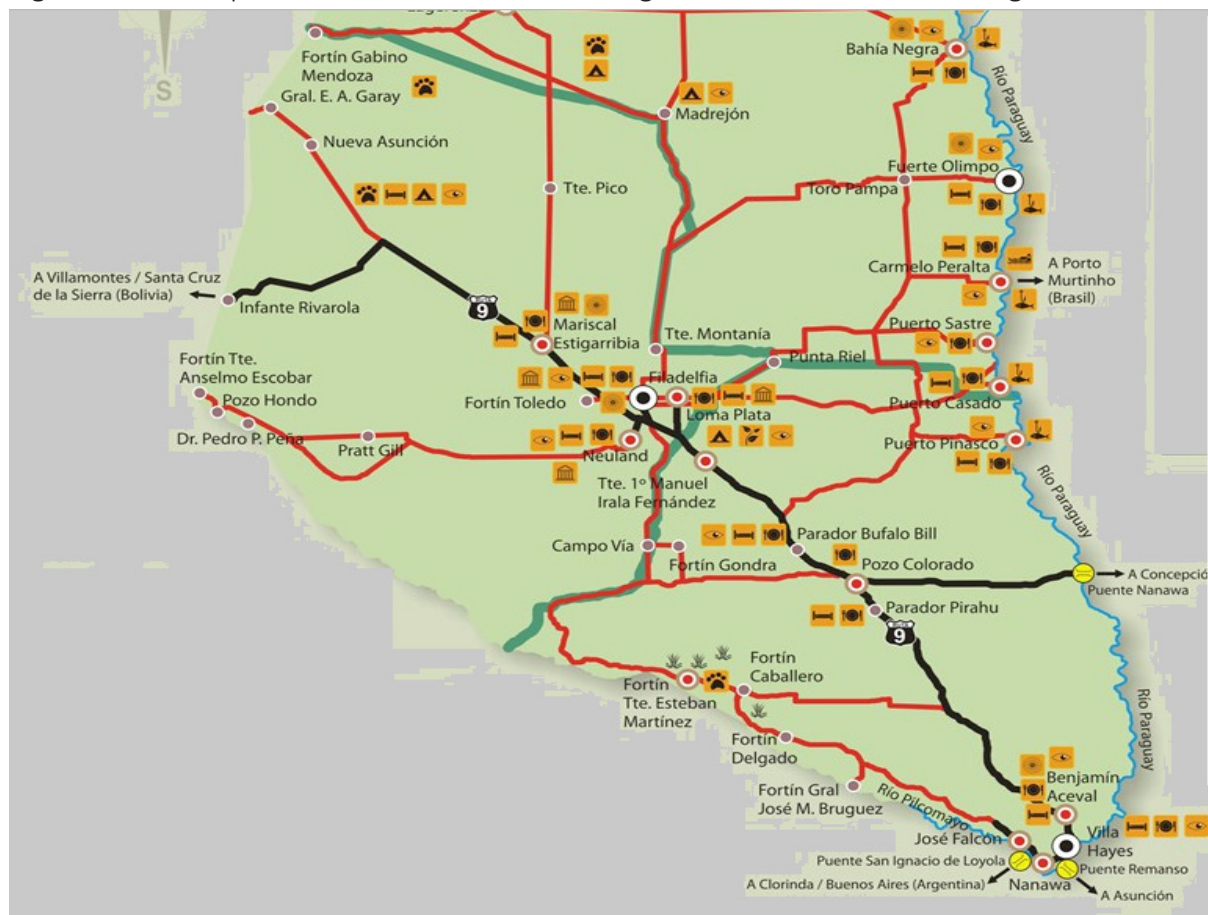 S
Fortín Gabino
Mendoza
Gral. E. A. Garay
Nueva Asunción
Madrejón
Tte. Pico
Bahía Negra
Río Paraguay
Fuerte Olimpo
Toro Pampa
Carmelo Peralta
A Porto
Murtinho
(Brasil)
A Villamontes / Santa Cruz
de la Sierra (Bolivia)
Infante Rivarola
9
Mariscal
Estigarribia
Tte. Montanía
Puerto Sastre
Punta Riel
Fortín Tte.
Anselmo Escobar
Pozo Hondo
Dr. Pedro P. Peña
Pratt Gill
Fortín Toledo
Filadelfia
Loma Plata
Puerto Casado
Neuland
Puerto Pinasco
Tte. 1º Manuel
Irala Fernández
Río Paraguay
Campo Vía
Fortín Gondra
Parador Bufalo Bill
Pozo Colorado
A Concepció
Puente Nanawa
Parador Pirahu
9
Fortín
Caballero
Fortín
Tte. Esteban
Martínez
Río Paraguay
Fortín
Delgado
Fortín Gral
José M. Bruguez
Benjamín
Aceval
Río Pilcomayo
José Falcón
Villa
Hayes
Puente San Ignacio de Loyola
Puente Remanso
A Clorinda / Buenos Aires (Argentina)
Nanawa
A Asunción